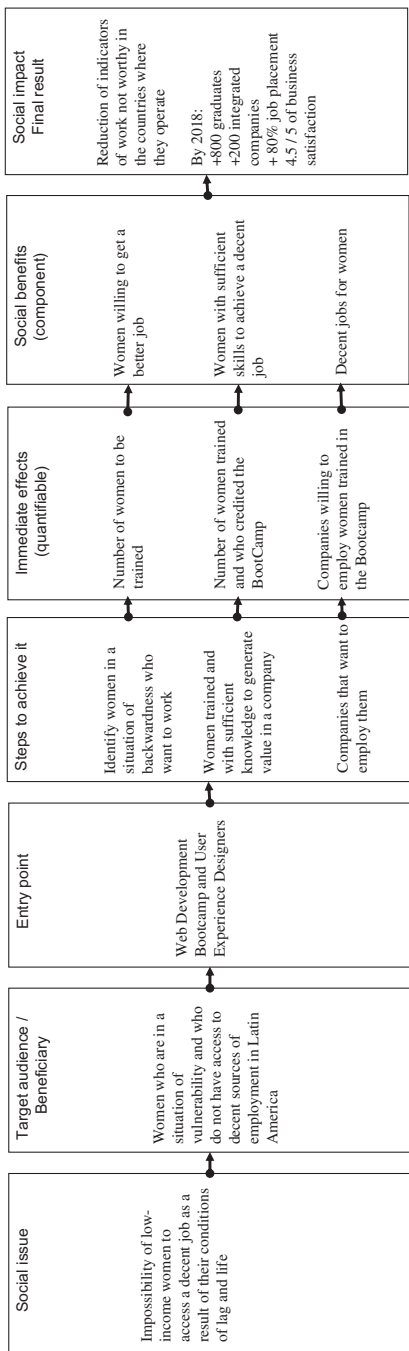 Social issue
Impossibility of low-
income women to
access a decent job as a
result of their conditions
of lag and life
Target audience /
Beneficiary
Women who are in a
situation of
vulnerability and who
do not have access to
decent sources of
employment in Latin
America
Entry point
Web Development
Bootcamp and User
Experience Designers
Steps to achieve it
Identify women in a
situation of
backwardness who
want to work
Women trained and
with sufficient
knowledge to generate
value in a company
Companies that want to
employ them
Immediate effects
(quantifiable)
Number of women to be
trained
Number of women trained
and who credited the
BootCamp
Companies willing to
employ women trained in
the Bootcamp
Social benefits
(component)
Women willing to get a
better job
Women with sufficient
skills to achieve a decent
job
Decent jobs for women
Social impact
Final result
Reduction of indicators
of work not worthy in
the countries where
they operate
By 2018:
+800 graduates
+200 integrated
companies
+ 80% job placement
4.5 / 5 of business
satisfaction